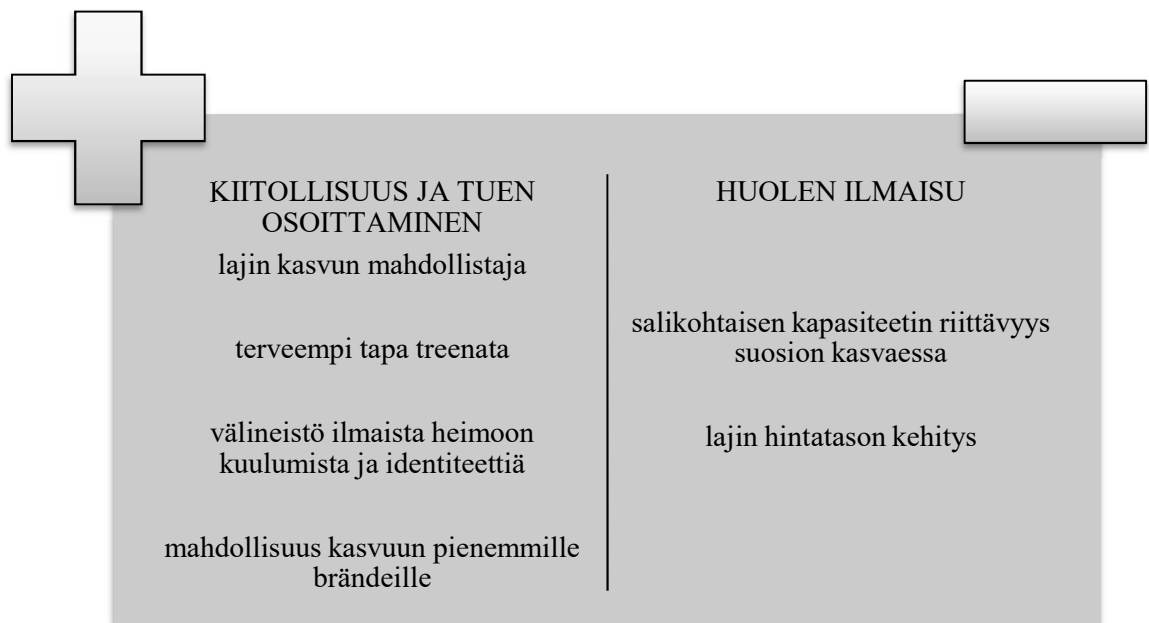 KIITOLLISUUS JA TUEN
OSOITTAMINEN
lajin kasvun mahdollistaja
terveempi tapa treenata
välineistö ilmaista heimoon
kuulumista ja identiteettiä
mahdollisuus kasvuun pienemmille
brändeille
HUOLEN ILMAISU
salikohtaisen kapasiteetin riittävyys
suosion kasvaessa
lajin hintatason kehitys